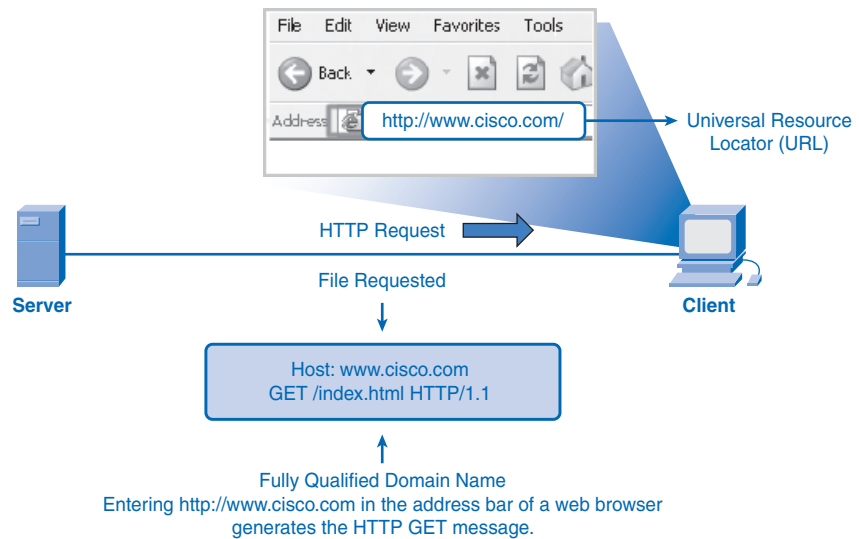 File Edit View Favorites Tools
Back
Address
http://www.cisco.com/
Universal Resource
Locator (URL)
HTTP Request
File Requested
Server
Client
Host: www.cisco.com
GET /index.html HTTP/1.1
Fully Qualified Domain Name
Entering http://www.cisco.com in the address bar of a web browser
generates the HTTP GET message.